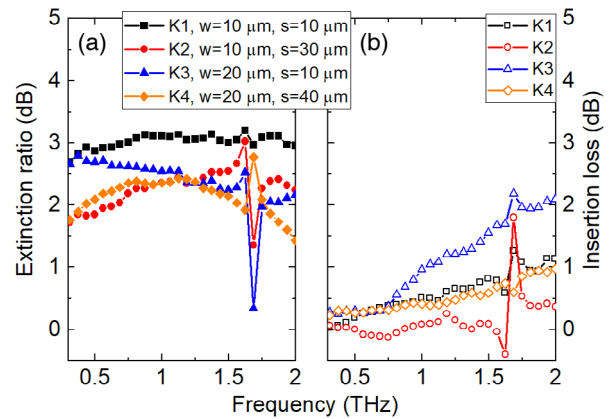 (a)
K1, w=10 μm, s=10 μm
K2, w=10 μm, s=30 μm
K3, w=20 μm, s=10 μm
K4, w=20 μm, s=40 μm
(b)
K1
K2
K3
K4
Extinction ratio (dB)
5
4
3
2
1
0
Insertion loss (dB)
5
4
3
2
1
0
0.5 1 1.5 2
0.5 1 1.5 2
Frequency (THz)